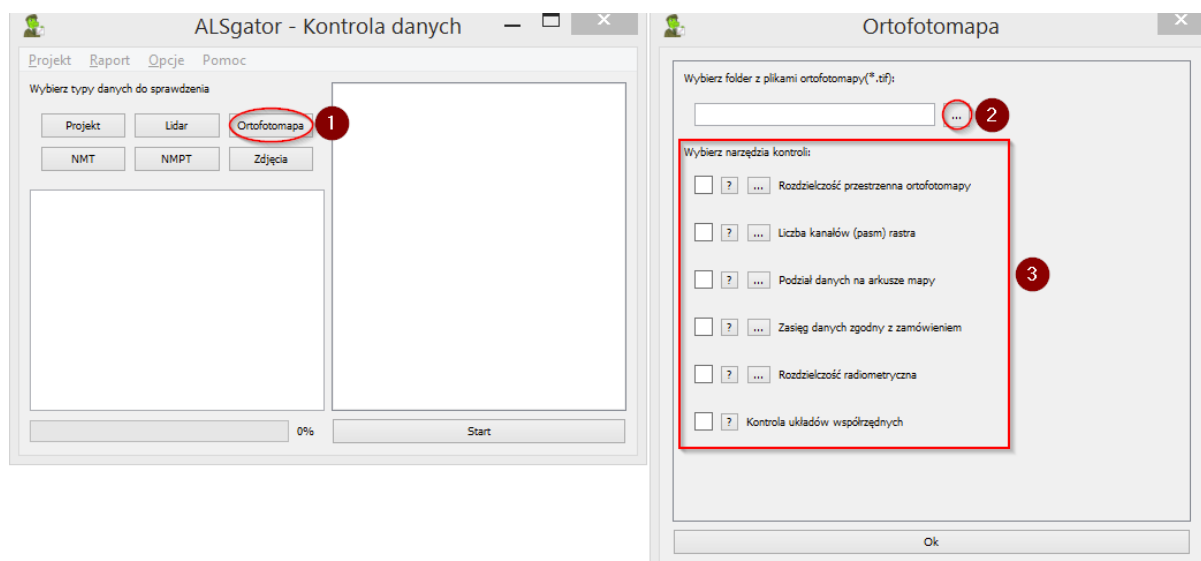 ALSgator - Kontrola danych
Projekt Raport Opcje Pomoc
Wybierz typy danych do sprawdzenia
Projekt Lidar Ortofotomapa 1
NMT NMPT Zdjęcia
0% Start
Ortofotomapa
Wybierz folder z plikami ortofotomapy(*.tif):
... 2
Wybierz narzędzia kontroli:
? ... Rozdzielczość przestrzenna ortofotomapy
? ... Liczba kanałów (pasm) rastra
? ... Podział danych na arkusze mapy
3
? ... Zasięg danych zgodny z zamówieniem
? ... Rozdzielczość radiometryczna
? Kontrola układów współrzędnych
Ok